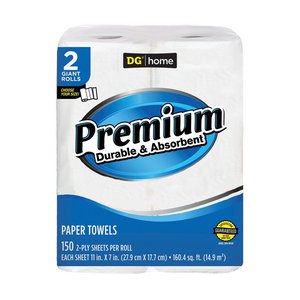 DG home
2
GIANT
ROLLS
CHOOSE
YOUR SIZE!
Premium
Durable & Absorbent
PAPER TOWELS
150 2-PLY SHEETS PER ROLL
EACH SHEET 11 in. X 7 in. (27.9 cm X 17.7 cm) • 160.4 sq. ft. (14.9 m²)
GUARANTEED